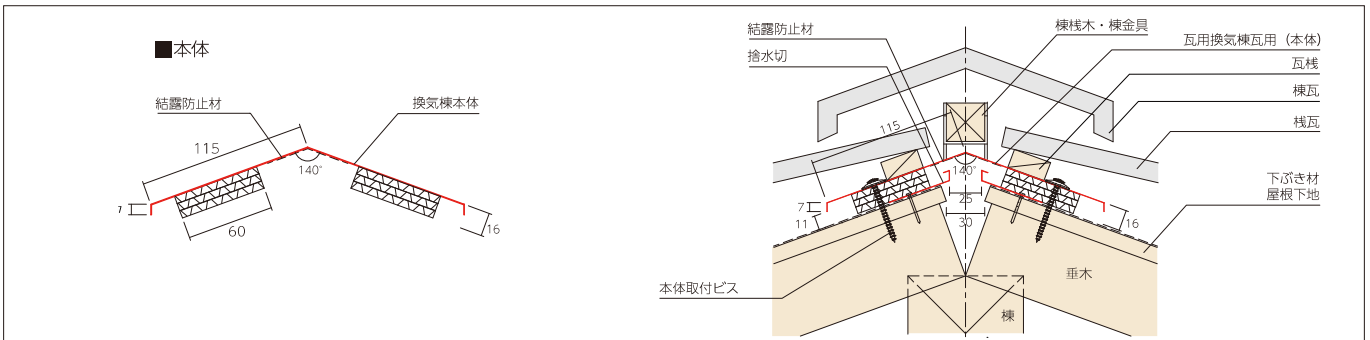 ■本体
結露防止材
換気棟本体
115
140°
7
60
16
結露防止材
捨水切
棟桟木・棟金具
瓦用換気棟瓦用（本体）
瓦桟
棟瓦
桟瓦
下ぶき材
屋根下地
115
140°
7
11
25
30
16
本体取付ビス
垂木
棟